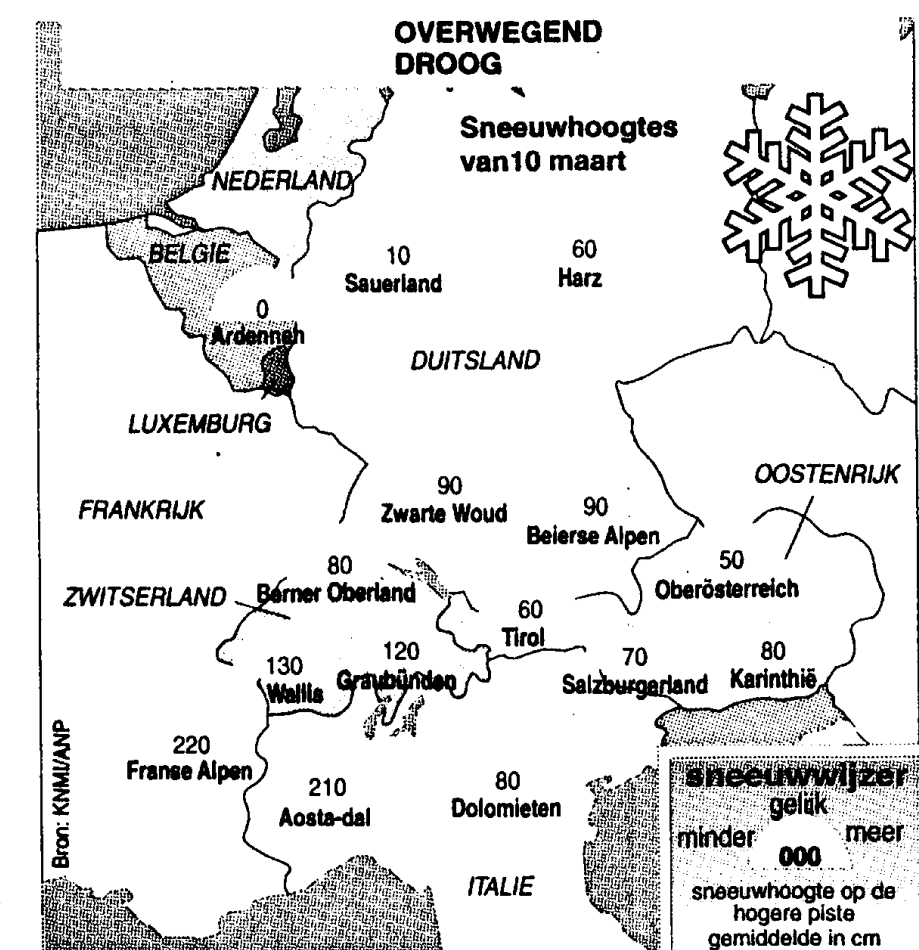 OVERWEGEND
DROOG
Sneeuwhoogtes
van10 maart
NEDERLAND
BELGIE
10
Sauerland
60
Harz
0
Ardennen
DUITSLAND
LUXEMBURG
OOSTENRIJK
FRANKRIJK
90
Zwarte Woud
90
Beierse Alpen
50
Oberösterreich
80
Berner Oberland
ZWITSERLAND
60
Tirol
130
Wallis
120
Graubünden
70
Salzburgerland
80
Karinthië
220
Franse Alpen
210
Aosta-dal
80
Dolomieten
ITALIE
Bron: KNMI/ANP
sneeuwwijzer
gelijk
minder
meer
000
sneeuwhoogte op de
hogere piste
gemiddelde in cm